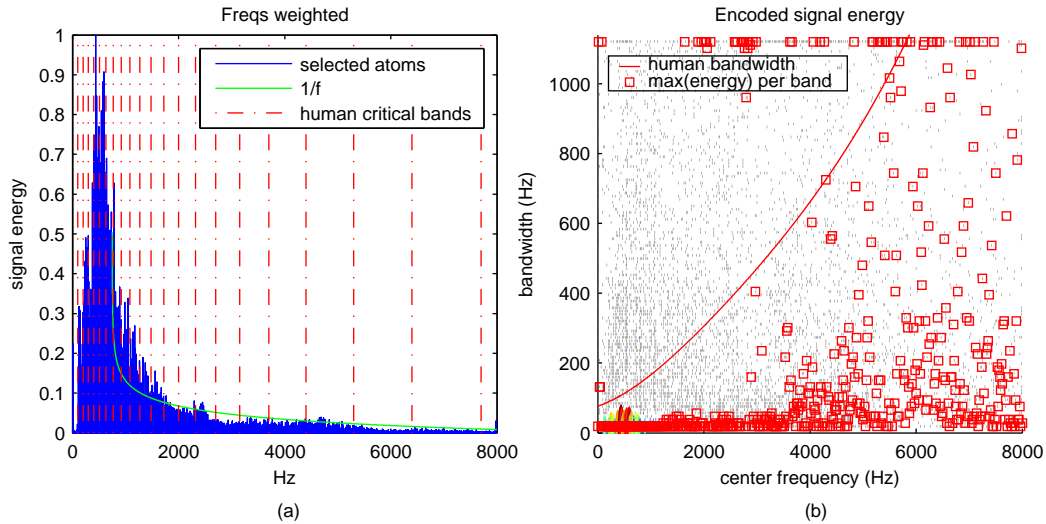 Freqs weighted
1
0.9
0.8
0.7
0.6
0.5
0.4
0.3
0.2
0.1
0
signal energy
selected atoms
1/f
human critical bands
0
2000
4000
6000
8000
Hz
(a)
Encoded signal energy
1000
800
600
400
200
0
bandwidth (Hz)
human bandwidth
max(energy) per band
0
2000
4000
6000
8000
center frequency (Hz)
(b)